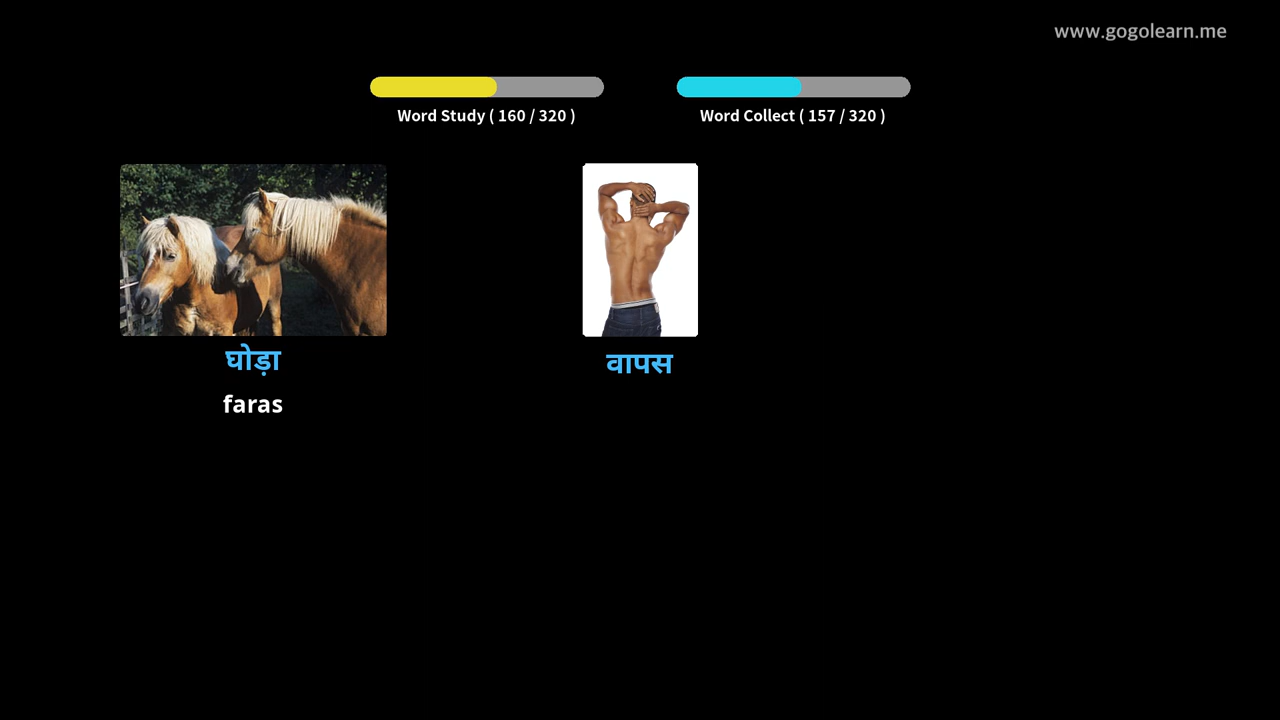 www.gogolearn.me
Word Study ( 160 / 320 )
Word Collect ( 157 / 320 )
घोड़ा
वापस
faras